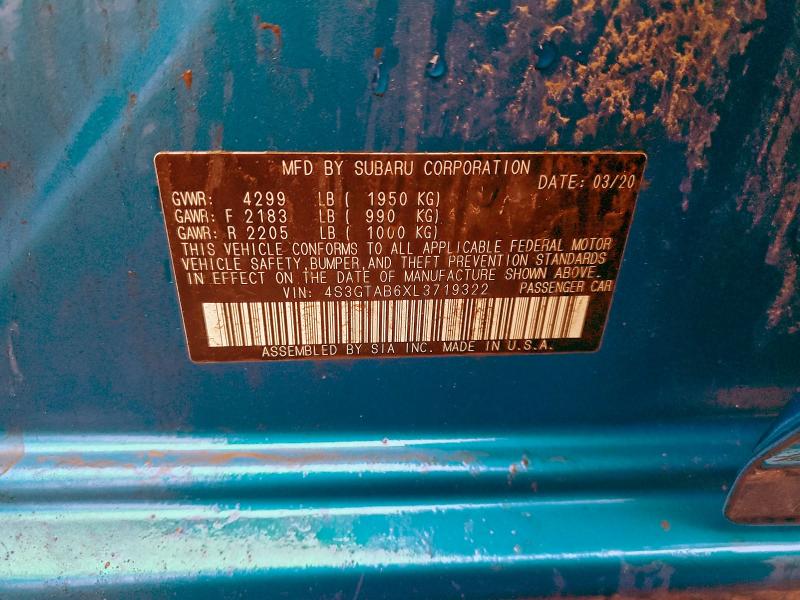 MFD BY SUBARU CORPORATION
DATE: 03/20
GVWR: 4299 LB ( 1950 KG)
GAWR: F 2183 LB ( 990 KG)
GAWR: R 2205 LB ( 1000 KG)
THIS VEHICLE CONFORMS TO ALL APPLICABLE FEDERAL MOTOR
VEHICLE SAFETY, BUMPER, AND THEFT PREVENTION STANDARDS
IN EFFECT ON THE DATE OF MANUFACTURE SHOWN ABOVE.
VIN: 4S3GTAB6XL3719322 PASSENGER CAR
ASSEMBLED BY SIA INC. MADE IN U.S.A.